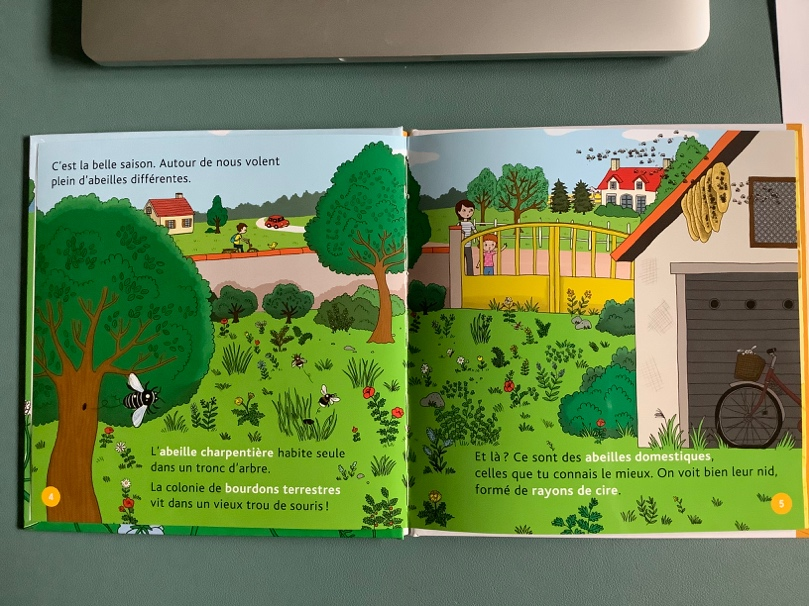 C'est la belle saison. Autour de nous volent
plein d'abeilles différentes.
L'abeille charpentière habite seule
dans un tronc d'arbre.
La colonie de bourdons terrestres
vit dans un vieux trou de souris !
4
Et là ? Ce sont des abeilles domestiques,
celles que tu connais le mieux. On voit bien leur nid,
formé de rayons de cire.
5